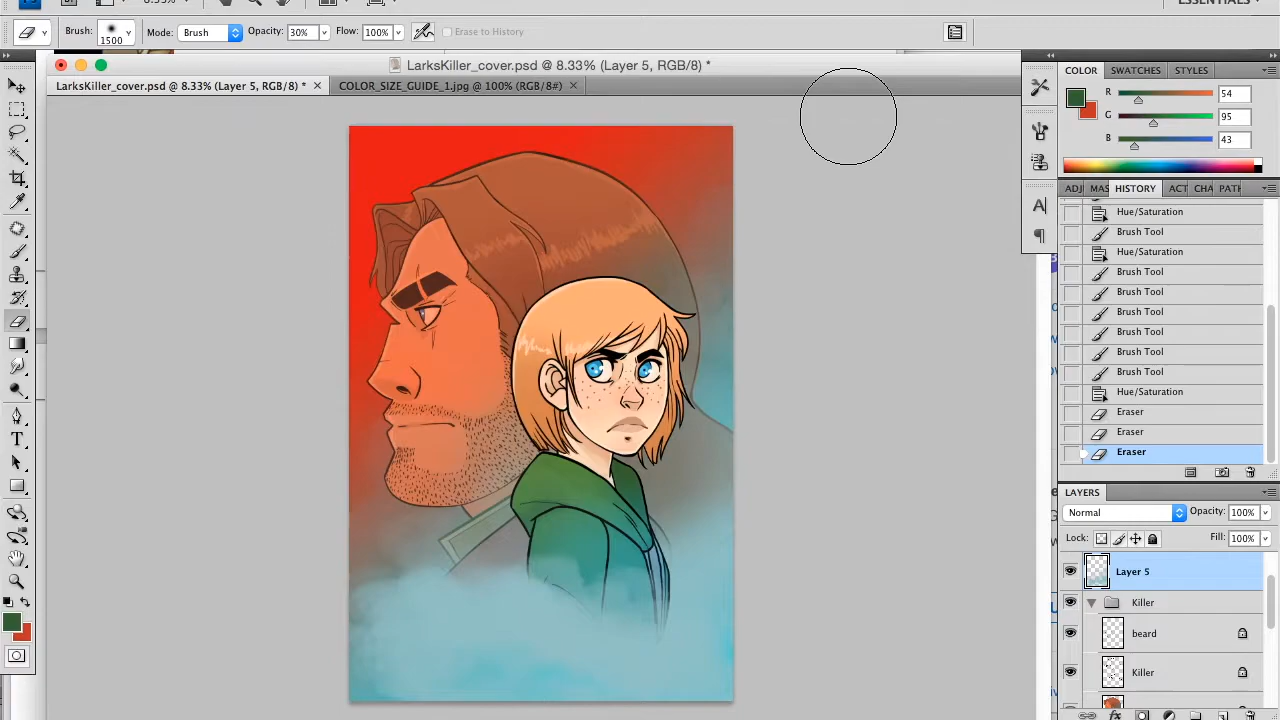 8.33%
ESSENTIALS
Brush: 1500 Mode: Brush Opacity: 30% Flow: 100% Erase to History
LarksKiller_cover.psd @ 8.33% (Layer 5, RGB/8) *
LarksKiller_cover.psd @ 8.33% (Layer 5, RGB/8) * COLOR_SIZE_GUIDE_1.jpg @ 100% (RGB/8#)
COLOR SWATCHES STYLES
R 54
G 95
B 43
ADJ MAS HISTORY ACT CHA PATH
Hue/Saturation
Brush Tool
Hue/Saturation
Brush Tool
Brush Tool
Brush Tool
Brush Tool
Brush Tool
Brush Tool
Hue/Saturation
Eraser
Eraser
Eraser
LAYERS
Normal Opacity: 100%
Lock: Fill: 100%
Layer 5
Killer
beard
Killer